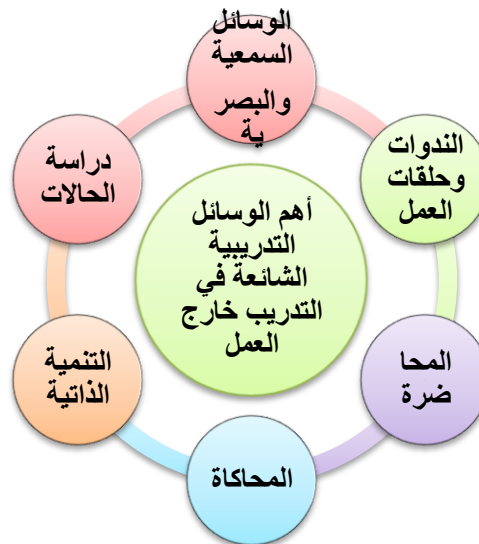 الوسائل
السمعية
والبصر
ية
الندوات
وحلقات
العمل
المحا
ضرة
المحاكاة
التنمية
الذاتية
دراسة
الحالات
أهم الوسائل
التدريبية
الشائعة في
التدريب خارج
العمل